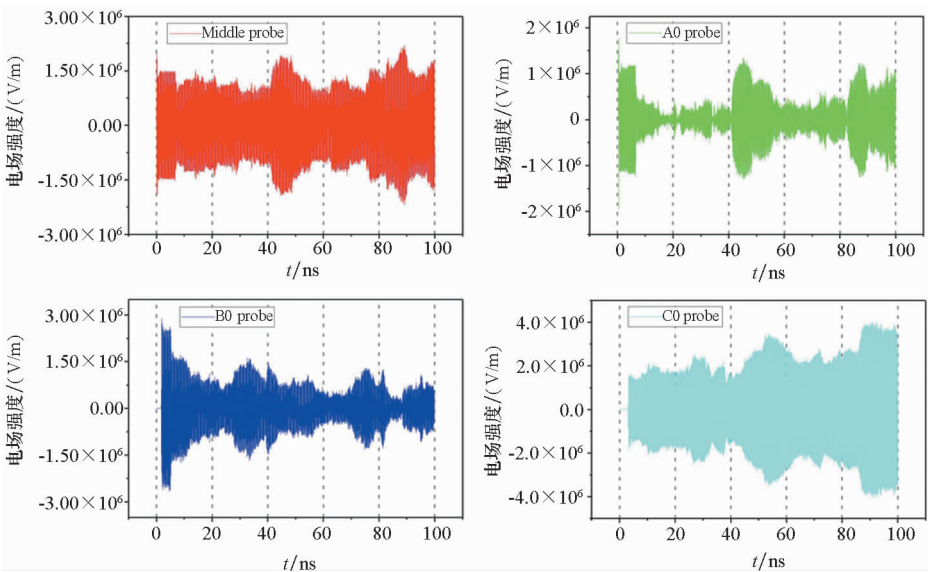 Middle probe
3.00×10⁶
1.50×10⁶
0.00
-1.50×10⁶
-3.00×10⁶
电场强度/(V/m)
0 20 40 60 80 100
t/ns
A0 probe
2×10⁶
1×10⁶
0
-1×10⁶
-2×10⁶
电场强度/(V/m)
0 20 40 60 80 100
t/ns
B0 probe
3.00×10⁶
1.50×10⁶
0.00
-1.50×10⁶
-3.00×10⁶
电场强度/(V/m)
0 20 40 60 80 100
t/ns
C0 probe
4.0×10⁶
2.0×10⁶
0.0
-2.0×10⁶
-4.0×10⁶
电场强度/(V/m)
0 20 40 60 80 100
t/ns